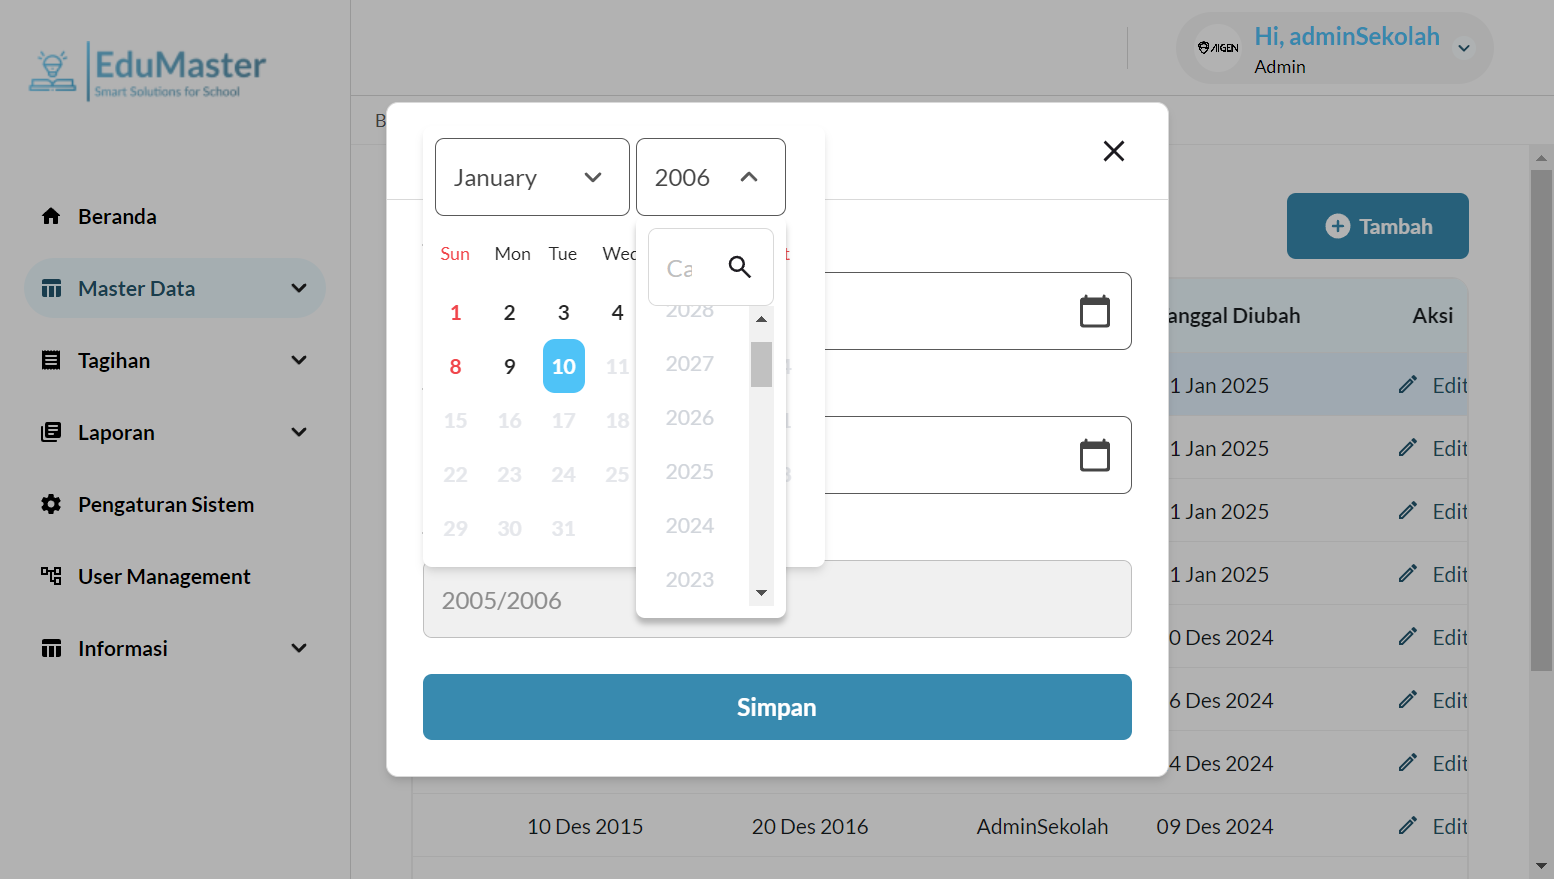 EduMaster
Smart Solutions for School
AIGEN
Hi, adminSekolah
Admin
B
Beranda
Master Data
Tagihan
Laporan
Pengaturan Sistem
User Management
Informasi
January
2006
Sun Mon Tue Wed t
1 2 3 4
8 9 10 11 4
15 16 17 18 1
22 23 24 25 3
29 30 31
Ca
2028
2027
2026
2025
2024
2023
2005/2006
Simpan
Tambah
anggal Diubah Aksi
1 Jan 2025 Edit
1 Jan 2025 Edit
1 Jan 2025 Edit
1 Jan 2025 Edit
0 Des 2024 Edit
6 Des 2024 Edit
4 Des 2024 Edit
10 Des 2015 20 Des 2016 AdminSekolah 09 Des 2024 Edit